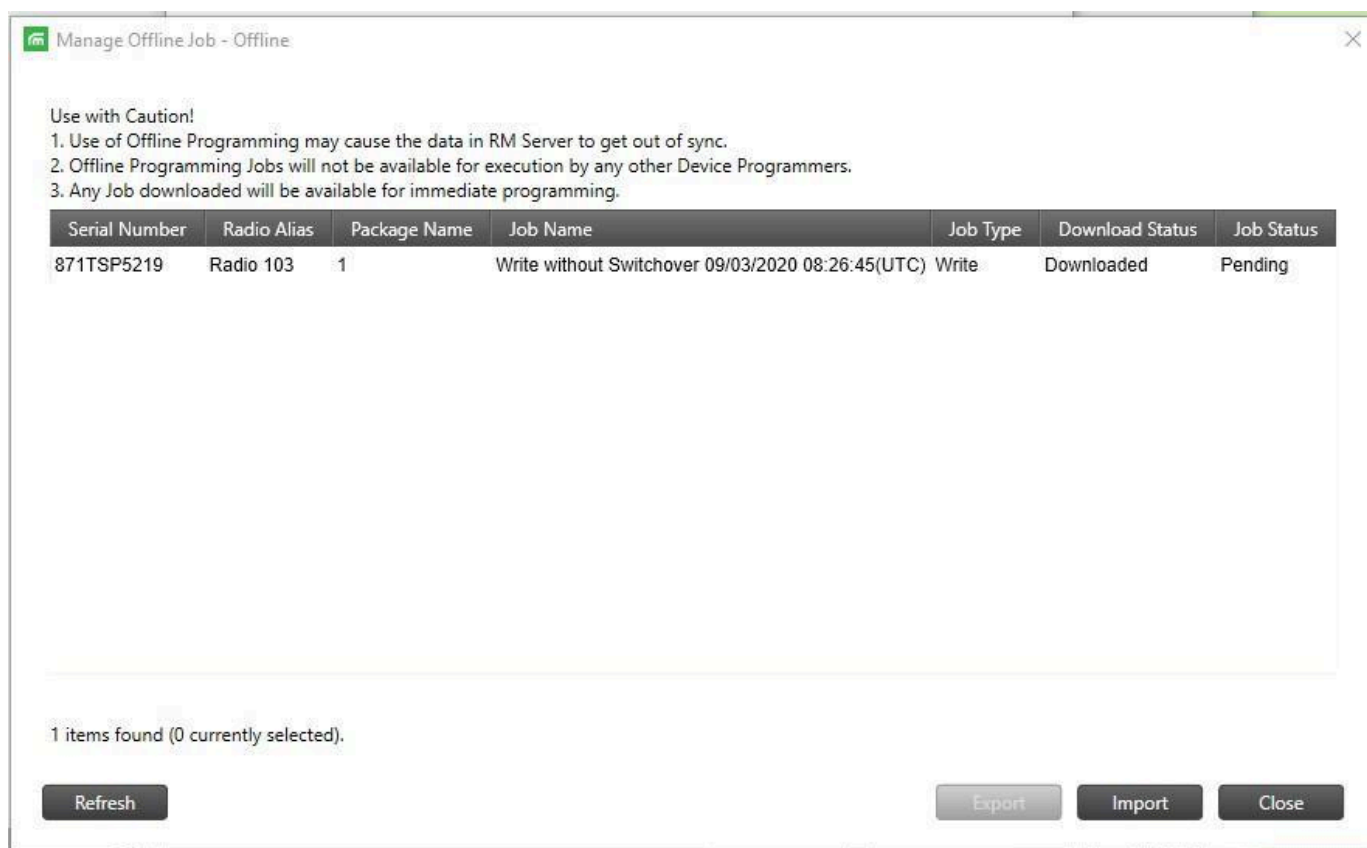 Manage Offline Job - Offline
Use with Caution!
1. Use of Offline Programming may cause the data in RM Server to get out of sync.
2. Offline Programming Jobs will not be available for execution by any other Device Programmers.
3. Any Job downloaded will be available for immediate programming.
Serial Number Radio Alias Package Name Job Name Job Type Download Status Job Status
871TSP5219 Radio 103 1 Write without Switchover 09/03/2020 08:26:45(UTC) Write Downloaded Pending
1 items found (0 currently selected).
Refresh Export Import Close